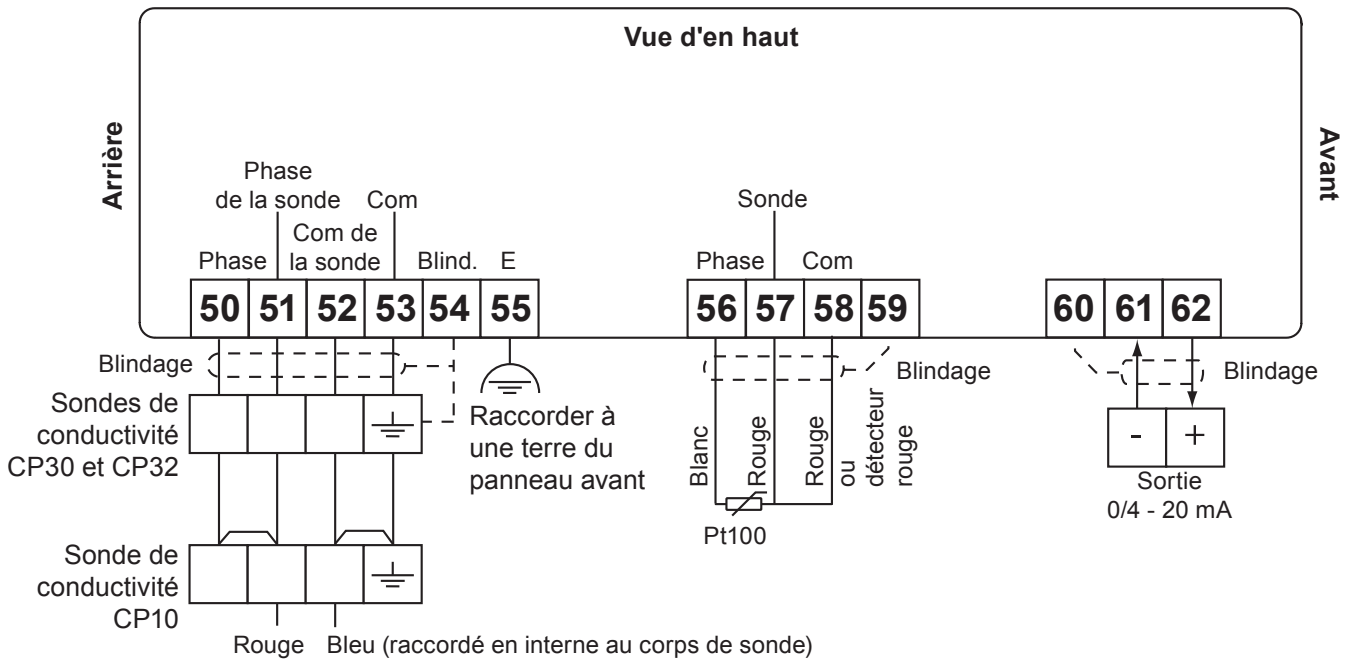 Vue d'en haut
Arrière
Avant
Phase
de la sonde
Com
Com de
la sonde
Phase
Blind.
E
Sonde
Phase
Com
50 51 52 53 54 55
56 57 58 59
60 61 62
Blindage
Blindage
Blindage
Sondes de
conductivité
CP30 et CP32
Raccorder à
une terre du
panneau avant
Blanc
Rouge
Rouge
ou
détecteur
rouge
Pt100
- +
Sortie
0/4 - 20 mA
Sonde de
conductivité
CP10
Rouge
Bleu (raccordé en interne au corps de sonde)